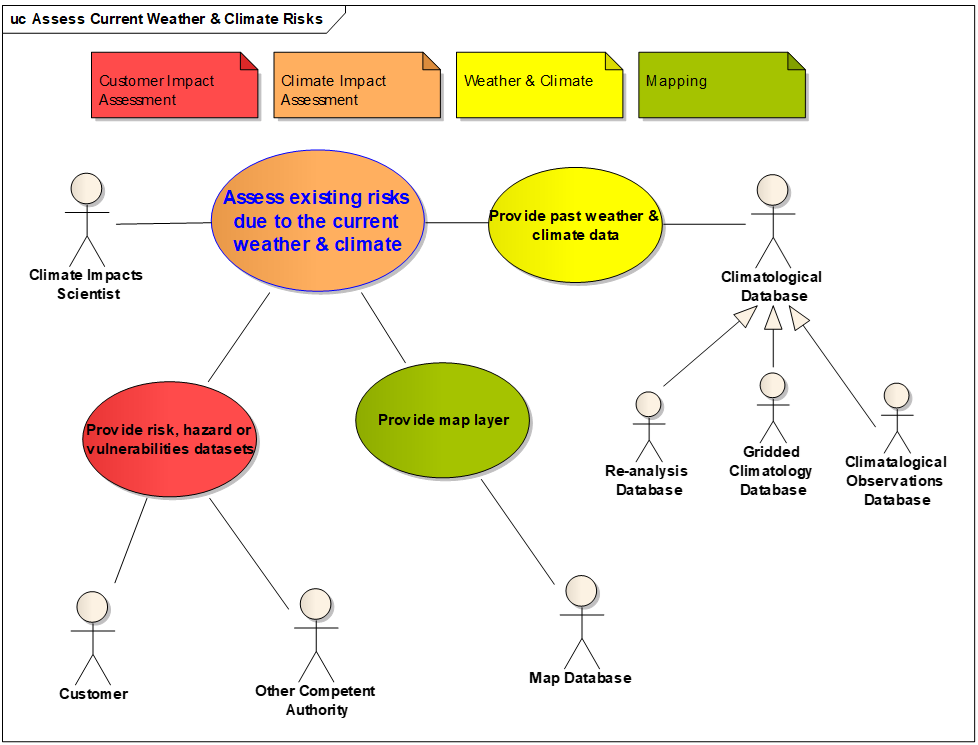 uc Assess Current Weather & Climate Risks
Customer Impact
Assessment
Climate Impact
Assessment
Weather & Climate
Mapping
Assess existing risks
due to the current
weather & climate
Provide past weather &
climate data
Climate Impacts
Scientist
Climatological
Database
Provide risk, hazard or
vulnerabilities datasets
Provide map layer
Re-analysis
Database
Gridded
Climatology
Database
Climatalogical
Observations
Database
Customer
Other Competent
Authority
Map Database